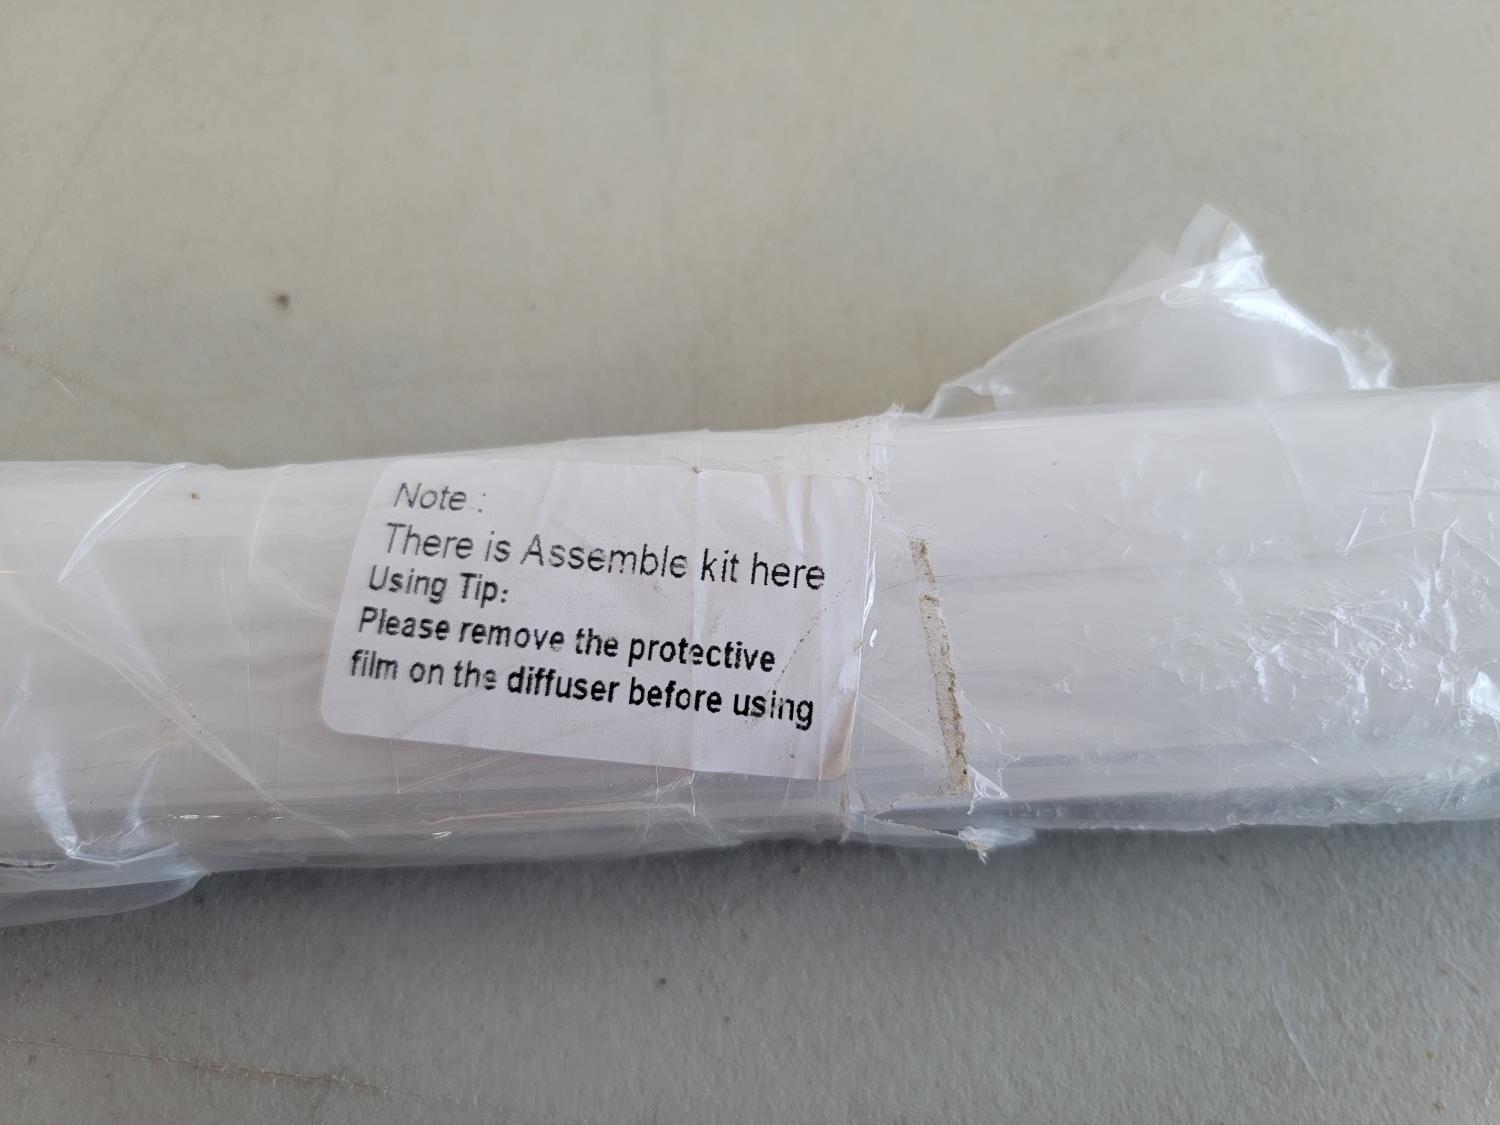 Note :
There is Assemble kit here
Using Tip:
Please remove the protective
film on the diffuser before using